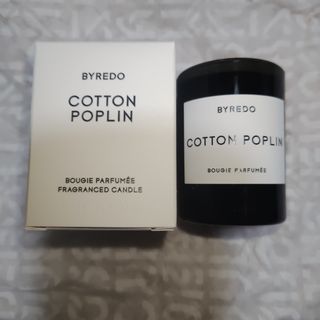 BYREDO
COTTON
POPLIN
BOUGIE PARFUMÉE
FRAGRANCED CANDLE
BYREDO
COTTON POPLIN
BOUGIE PARFUMÉE